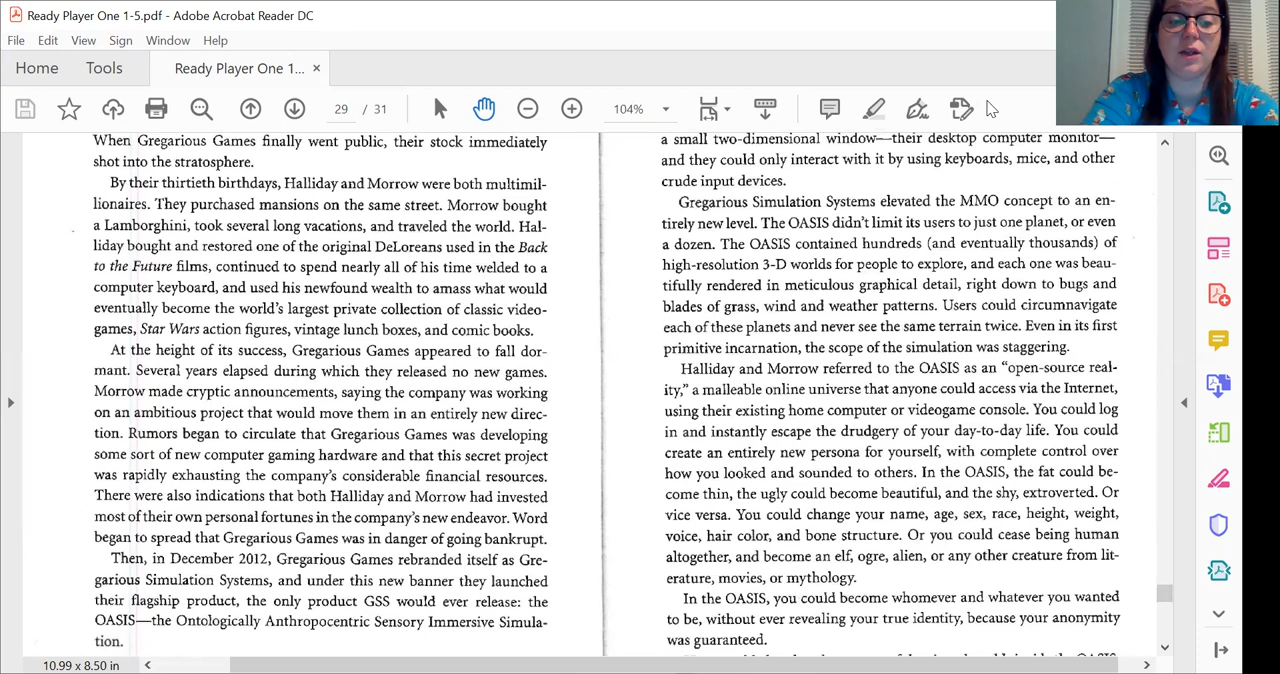 Ready Player One 1-5.pdf - Adobe Acrobat Reader DC
File Edit View Sign Window Help
Home Tools Ready Player One 1... ×
29 / 31 104%
When Gregarious Games finally went public, their stock immediately
shot into the stratosphere.
By their thirtieth birthdays, Halliday and Morrow were both multimil-
lionaires. They purchased mansions on the same street. Morrow bought
a Lamborghini, took several long vacations, and traveled the world. Hal-
liday bought and restored one of the original DeLoreans used in the Back
to the Future films, continued to spend nearly all of his time welded to a
computer keyboard, and used his newfound wealth to amass what would
eventually become the world's largest private collection of classic video-
games, Star Wars action figures, vintage lunch boxes, and comic books.
At the height of its success, Gregarious Games appeared to fall dor-
mant. Several years elapsed during which they released no new games.
Morrow made cryptic announcements, saying the company was working
on an ambitious project that would move them in an entirely new direc-
tion. Rumors began to circulate that Gregarious Games was developing
some sort of new computer gaming hardware and that this secret project
was rapidly exhausting the company's considerable financial resources.
There were also indications that both Halliday and Morrow had invested
most of their own personal fortunes in the company's new endeavor. Word
began to spread that Gregarious Games was in danger of going bankrupt.
Then, in December 2012, Gregarious Games rebranded itself as Gre-
garious Simulation Systems, and under this new banner they launched
their flagship product, the only product GSS would ever release: the
OASIS—the Ontologically Anthropocentric Sensory Immersive Simula-
tion.
a small two-dimensional window—their desktop computer monitor—
and they could only interact with it by using keyboards, mice, and other
crude input devices.
Gregarious Simulation Systems elevated the MMO concept to an en-
tirely new level. The OASIS didn't limit its users to just one planet, or even
a dozen. The OASIS contained hundreds (and eventually thousands) of
high-resolution 3-D worlds for people to explore, and each one was beau-
tifully rendered in meticulous graphical detail, right down to bugs and
blades of grass, wind and weather patterns. Users could circumnavigate
each of these planets and never see the same terrain twice. Even in its first
primitive incarnation, the scope of the simulation was staggering.
Halliday and Morrow referred to the OASIS as an "open-source real-
ity," a malleable online universe that anyone could access via the Internet,
using their existing home computer or videogame console. You could log
in and instantly escape the drudgery of your day-to-day life. You could
create an entirely new persona for yourself, with complete control over
how you looked and sounded to others. In the OASIS, the fat could be-
come thin, the ugly could become beautiful, and the shy, extroverted. Or
vice versa. You could change your name, age, sex, race, height, weight,
voice, hair color, and bone structure. Or you could cease being human
altogether, and become an elf, ogre, alien, or any other creature from lit-
erature, movies, or mythology.
In the OASIS, you could become whomever and whatever you wanted
to be, without ever revealing your true identity, because your anonymity
was guaranteed.
10.99 x 8.50 in